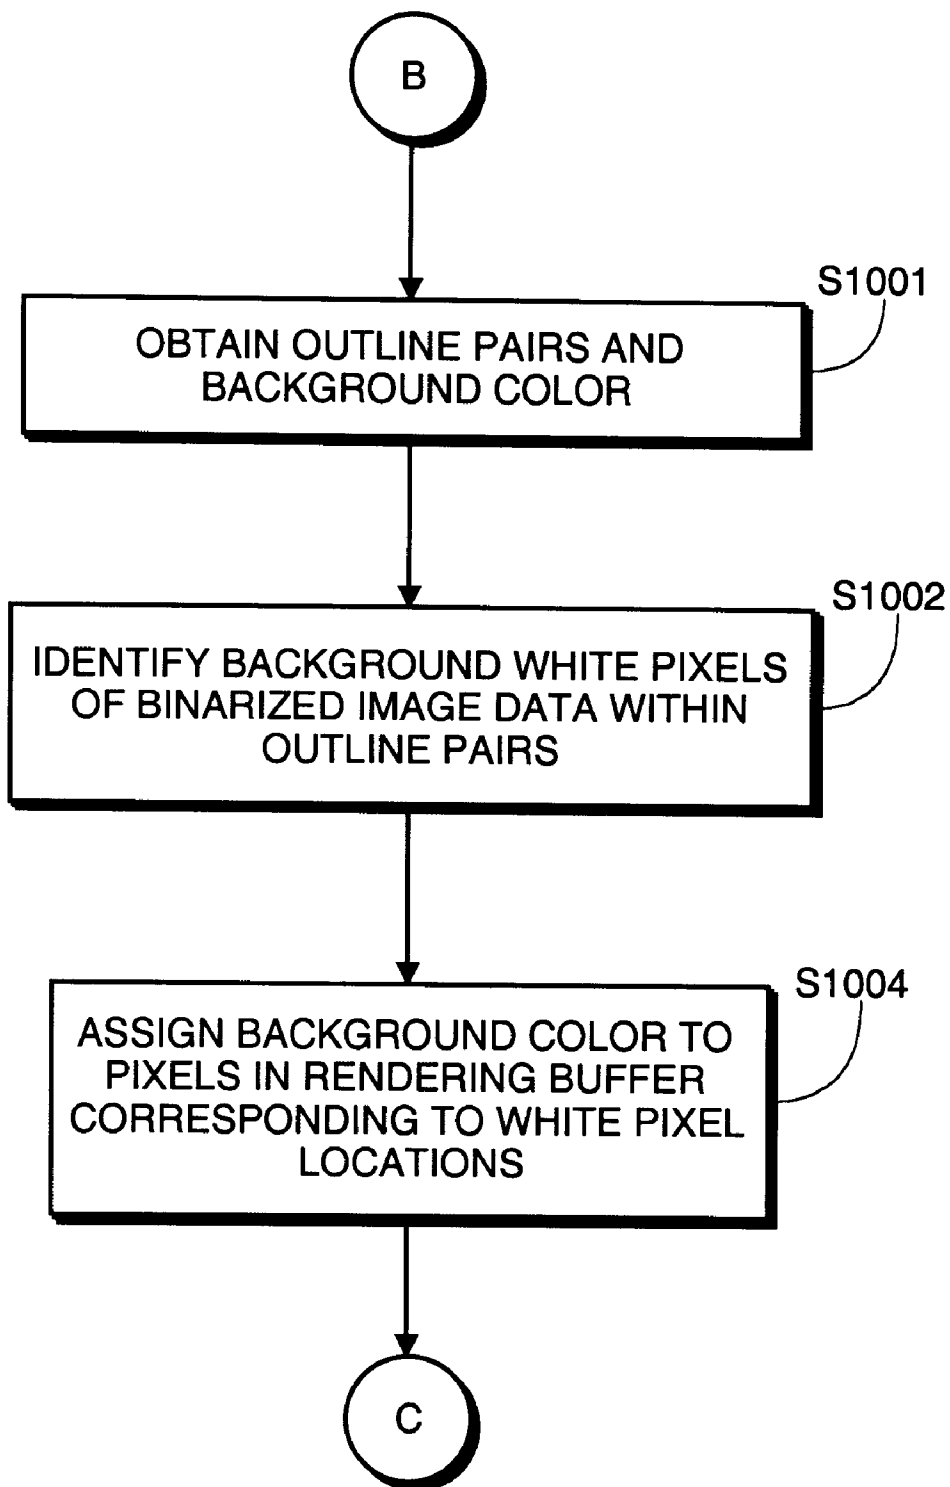 B
S1001
OBTAIN OUTLINE PAIRS AND
BACKGROUND COLOR
S1002
IDENTIFY BACKGROUND WHITE PIXELS
OF BINARIZED IMAGE DATA WITHIN
OUTLINE PAIRS
S1004
ASSIGN BACKGROUND COLOR TO
PIXELS IN RENDERING BUFFER
CORRESPONDING TO WHITE PIXEL
LOCATIONS
C